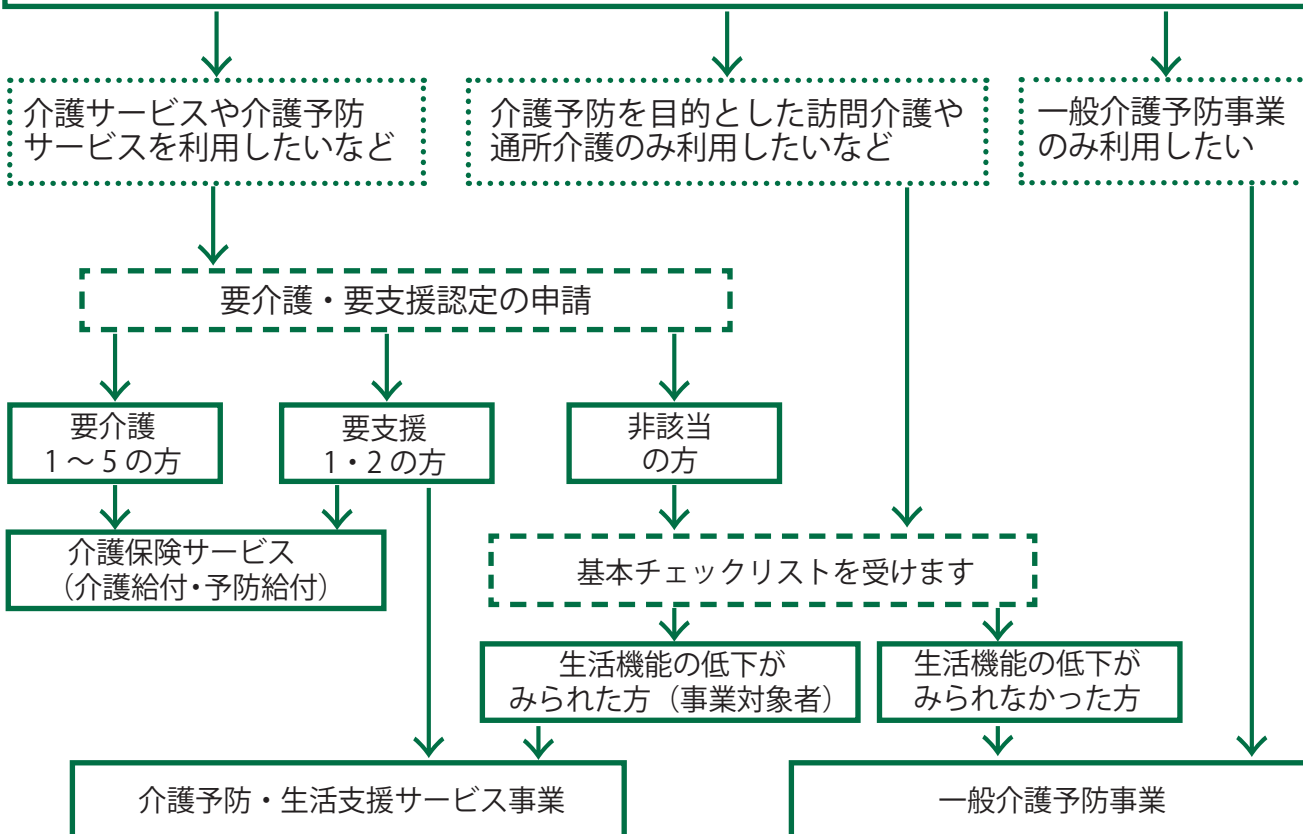 介護サービスや介護予防
サービスを利用したいなど
介護予防を目的とした訪問介護や
通所介護のみ利用したいなど
一般介護予防事業
のみ利用したい
要介護・要支援認定の申請
要介護
1～5の方
要支援
1・2の方
非該当
の方
介護保険サービス
（介護給付・予防給付）
基本チェックリストを受けます
生活機能の低下が
みられた方（事業対象者）
生活機能の低下が
みられなかった方
介護予防・生活支援サービス事業
一般介護予防事業